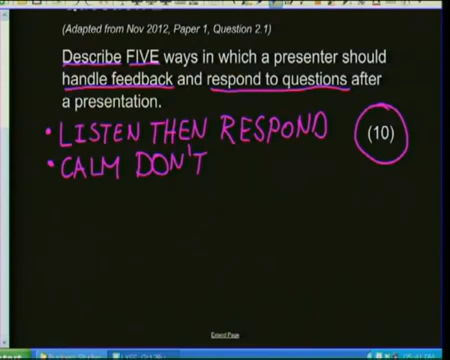 (Adapted from Nov 2012, Paper 1, Question 2.1)
Describe FIVE ways in which a presenter should
handle feedback and respond to questions after
a presentation.
• LISTEN THEN RESPOND (10)
• CALM DON'T
Extend Page